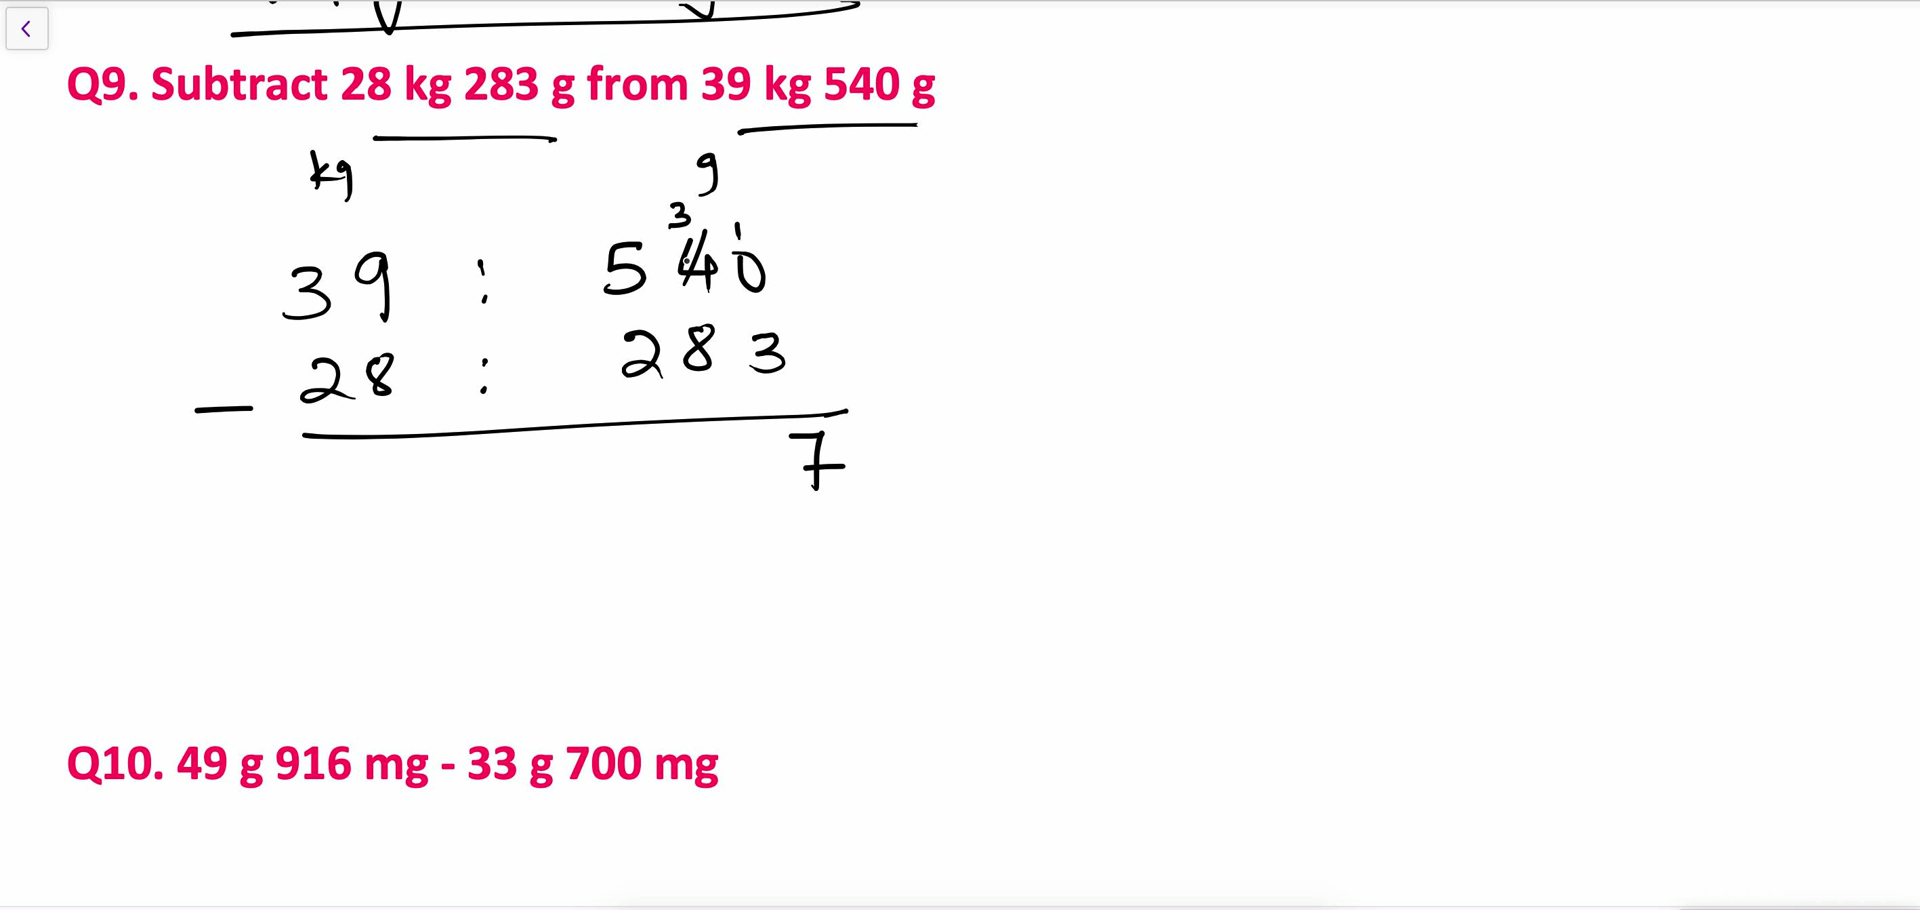 Q9. Subtract 28 kg 283 g from 39 kg 540 g
kg g
3 1
39 : 540
28 : 283
—
7
Q10. 49 g 916 mg - 33 g 700 mg